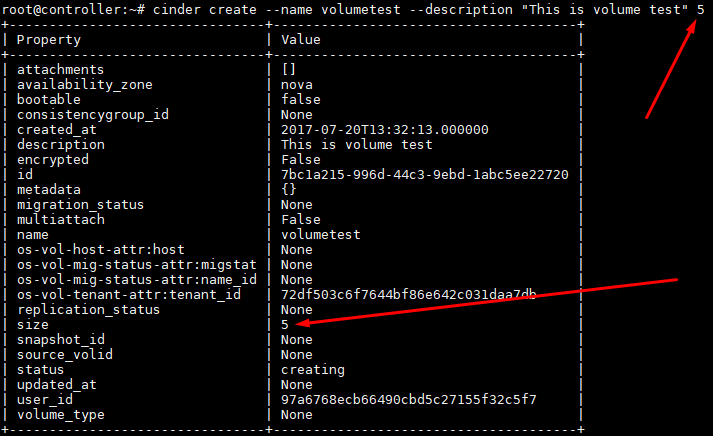 root@controller:~# cinder create --name volumetest --description "This is volume test" 5
+--------------------------------+--------------------------------------+
| Property | Value |
+--------------------------------+--------------------------------------+
| attachments | [] |
| availability_zone | nova |
| bootable | false |
| consistencygroup_id | None |
| created_at | 2017-07-20T13:32:13.000000 |
| description | This is volume test |
| encrypted | False |
| id | 7bc1a215-996d-44c3-9ebd-1abc5ee22720 |
| metadata | {} |
| migration_status | None |
| multiattach | False |
| name | volumetest |
| os-vol-host-attr:host | None |
| os-vol-mig-status-attr:migstat | None |
| os-vol-mig-status-attr:name_id | None |
| os-vol-tenant-attr:tenant_id | 72df503c6f7644bf86e642c031daa7db |
| replication_status | None |
| size | 5 |
| snapshot_id | None |
| source_volid | None |
| status | creating |
| updated_at | None |
| user_id | 97a6768ecb66490cbd5c27155f32c5f7 |
| volume_type | None |
+--------------------------------+--------------------------------------+